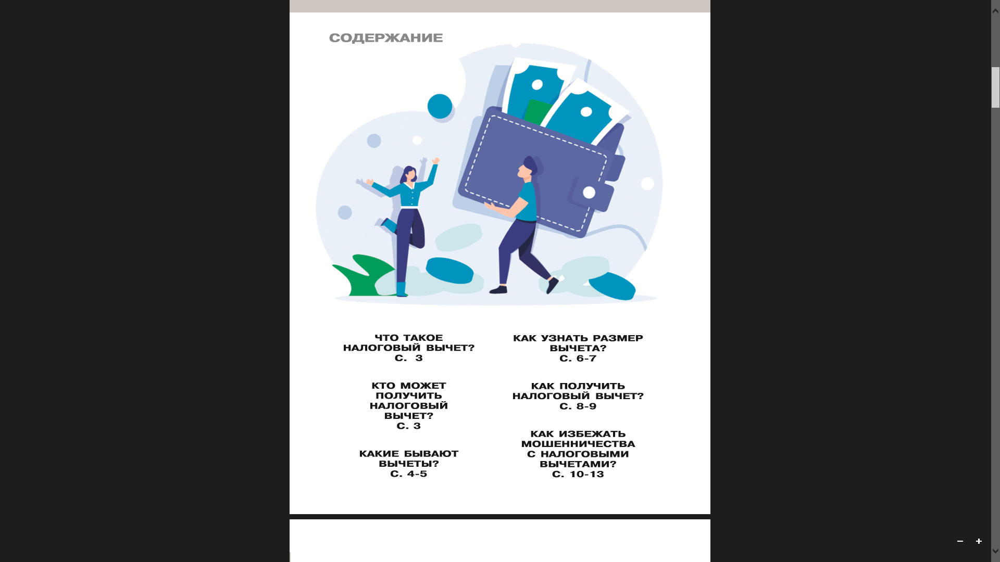 СОДЕРЖАНИЕ
ЧТО ТАКОЕ
НАЛОГОВЫЙ ВЫЧЕТ?
С. 3
КТО МОЖЕТ
ПОЛУЧИТЬ
НАЛОГОВЫЙ
ВЫЧЕТ?
С. 3
КАКИЕ БЫВАЮТ
ВЫЧЕТЫ?
С. 4-5
КАК УЗНАТЬ РАЗМЕР
ВЫЧЕТА?
С. 6-7
КАК ПОЛУЧИТЬ
НАЛОГОВЫЙ ВЫЧЕТ?
С. 8-9
КАК ИЗБЕЖАТЬ
МОШЕННИЧЕСТВА
С НАЛОГОВЫМИ
ВЫЧЕТАМИ?
С. 10-13